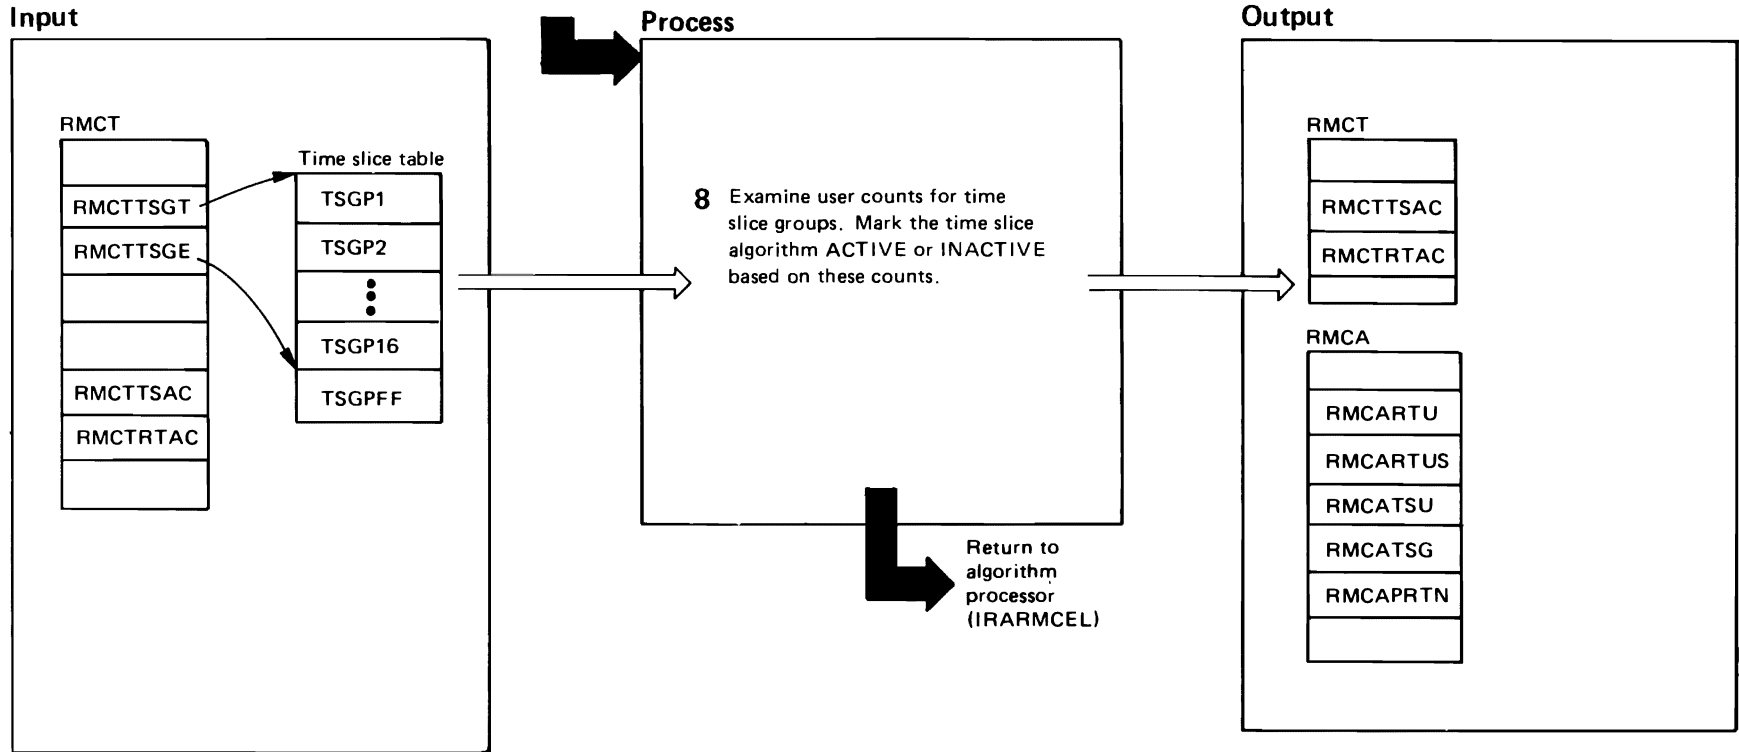 Input
RMCT
RMCTTSGT
RMCTTSGE
RMCTTSAC
RMCTRTAC
Time slice table
TSGP1
TSGP2
TSGP16
TSGPFF
Process
8 Examine user counts for time
slice groups. Mark the time slice
algorithm ACTIVE or INACTIVE
based on these counts.
Return to
algorithm
processor
(IRARMCEL)
Output
RMCT
RMCTTSAC
RMCTRTAC
RMCA
RMCARTU
RMCARTUS
RMCATSU
RMCATSG
RMCAPRTN